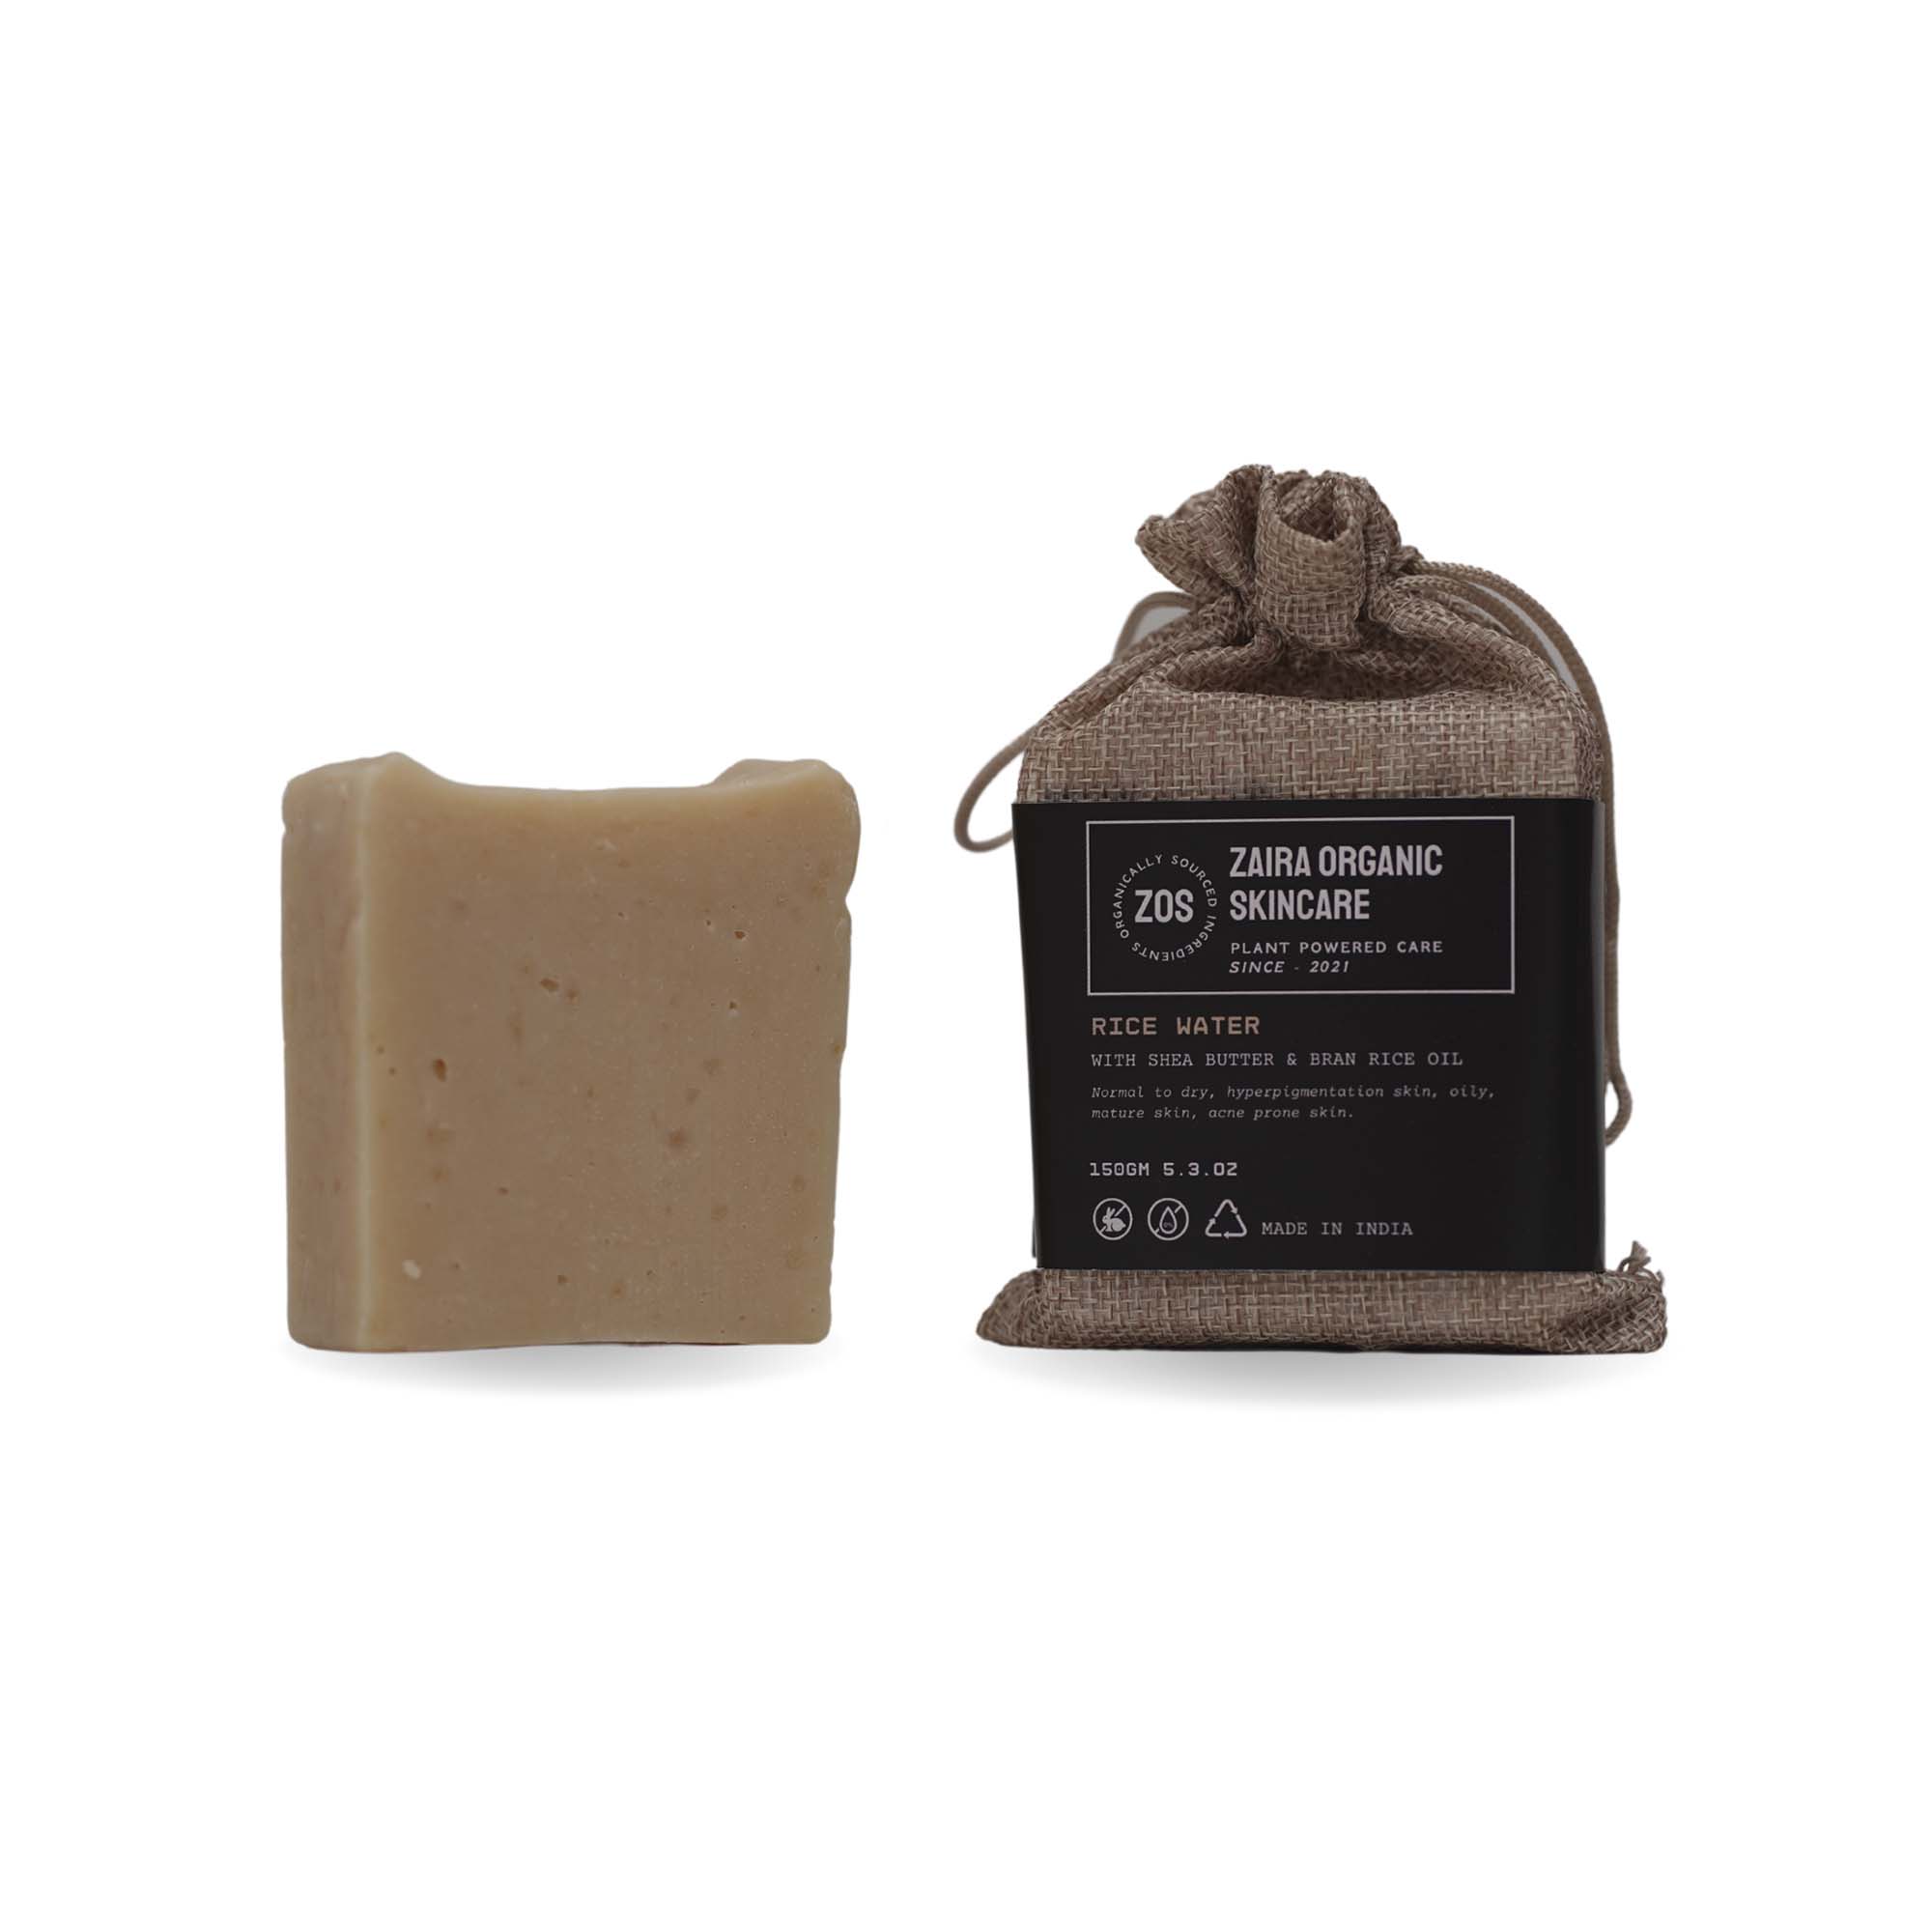 ORGANICALLY SOURCED INGREDIENTS
ZOS
ZAIRA ORGANIC
SKINCARE
PLANT POWERED CARE
SINCE - 2021
RICE WATER
WITH SHEA BUTTER & BRAN RICE OIL
Normal to dry, hyperpigmentation skin, oily,
mature skin, acne prone skin.
150GM 5.3.OZ
MADE IN INDIA